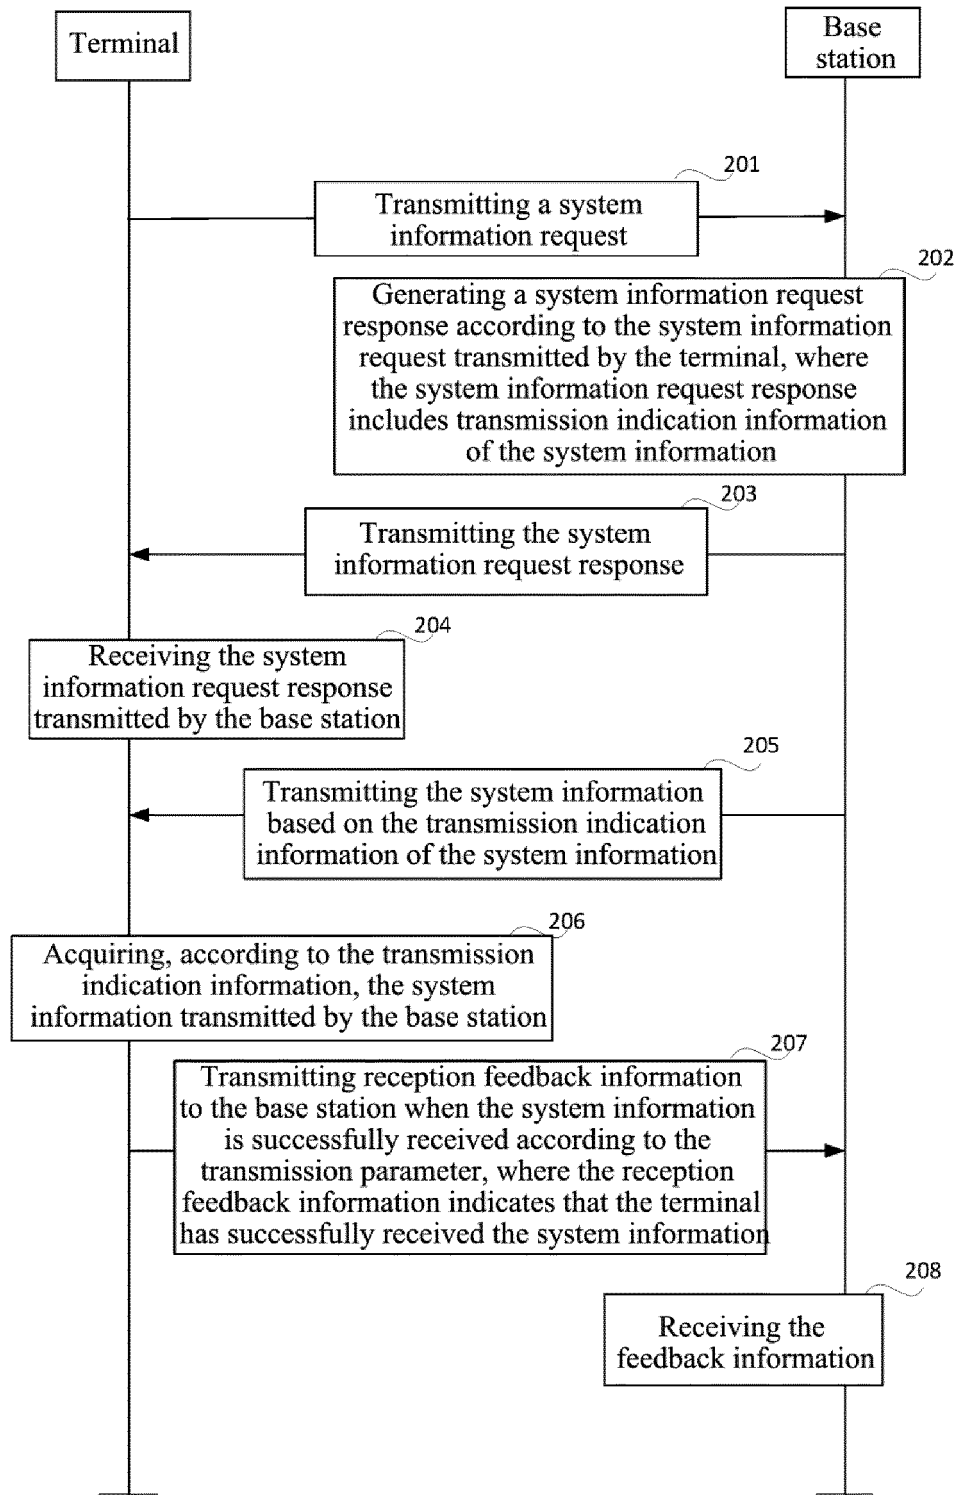 Terminal
Base
station
201
Transmitting a system
information request
202
Generating a system information request
response according to the system information
request transmitted by the terminal, where
the system information request response
includes transmission indication information
of the system information
203
Transmitting the system
information request response
204
Receiving the system
information request response
transmitted by the base station
205
Transmitting the system information
based on the transmission indication
information of the system information
206
Acquiring, according to the transmission
indication information, the system
information transmitted by the base station
207
Transmitting reception feedback information
to the base station when the system information
is successfully received according to the
transmission parameter, where the reception
feedback information indicates that the terminal
has successfully received the system information
208
Receiving the
feedback information